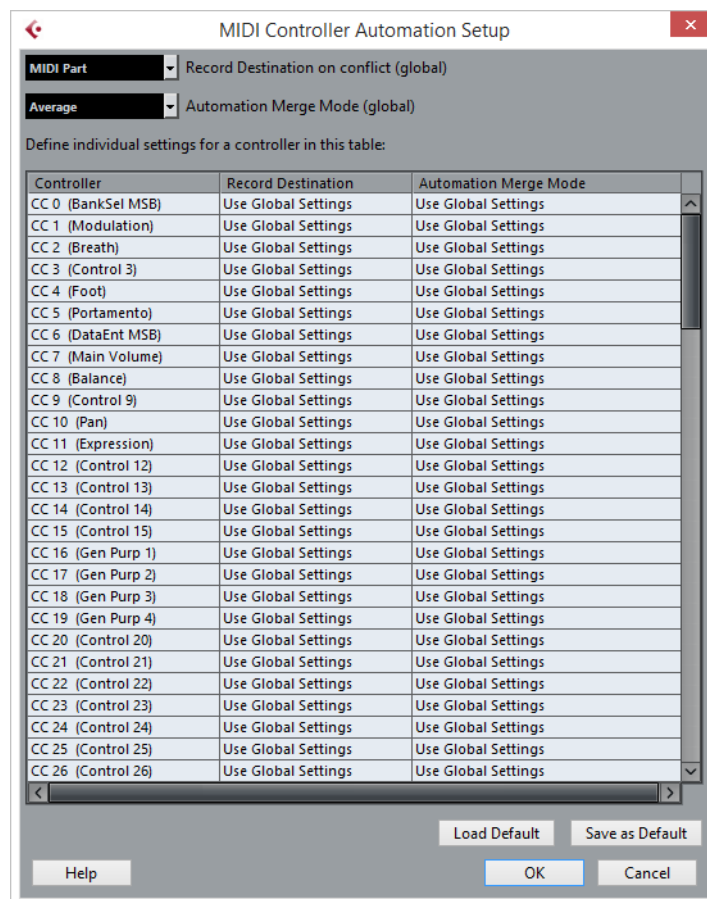 MIDI Controller Automation Setup
MIDI Part Record Destination on conflict (global)
Average Automation Merge Mode (global)
Define individual settings for a controller in this table:
Controller Record Destination Automation Merge Mode
CC 0 (BankSel MSB) Use Global Settings Use Global Settings
CC 1 (Modulation) Use Global Settings Use Global Settings
CC 2 (Breath) Use Global Settings Use Global Settings
CC 3 (Control 3) Use Global Settings Use Global Settings
CC 4 (Foot) Use Global Settings Use Global Settings
CC 5 (Portamento) Use Global Settings Use Global Settings
CC 6 (DataEnt MSB) Use Global Settings Use Global Settings
CC 7 (Main Volume) Use Global Settings Use Global Settings
CC 8 (Balance) Use Global Settings Use Global Settings
CC 9 (Control 9) Use Global Settings Use Global Settings
CC 10 (Pan) Use Global Settings Use Global Settings
CC 11 (Expression) Use Global Settings Use Global Settings
CC 12 (Control 12) Use Global Settings Use Global Settings
CC 13 (Control 13) Use Global Settings Use Global Settings
CC 14 (Control 14) Use Global Settings Use Global Settings
CC 15 (Control 15) Use Global Settings Use Global Settings
CC 16 (Gen Purp 1) Use Global Settings Use Global Settings
CC 17 (Gen Purp 2) Use Global Settings Use Global Settings
CC 18 (Gen Purp 3) Use Global Settings Use Global Settings
CC 19 (Gen Purp 4) Use Global Settings Use Global Settings
CC 20 (Control 20) Use Global Settings Use Global Settings
CC 21 (Control 21) Use Global Settings Use Global Settings
CC 22 (Control 22) Use Global Settings Use Global Settings
CC 23 (Control 23) Use Global Settings Use Global Settings
CC 24 (Control 24) Use Global Settings Use Global Settings
CC 25 (Control 25) Use Global Settings Use Global Settings
CC 26 (Control 26) Use Global Settings Use Global Settings
Load Default Save as Default
Help OK Cancel